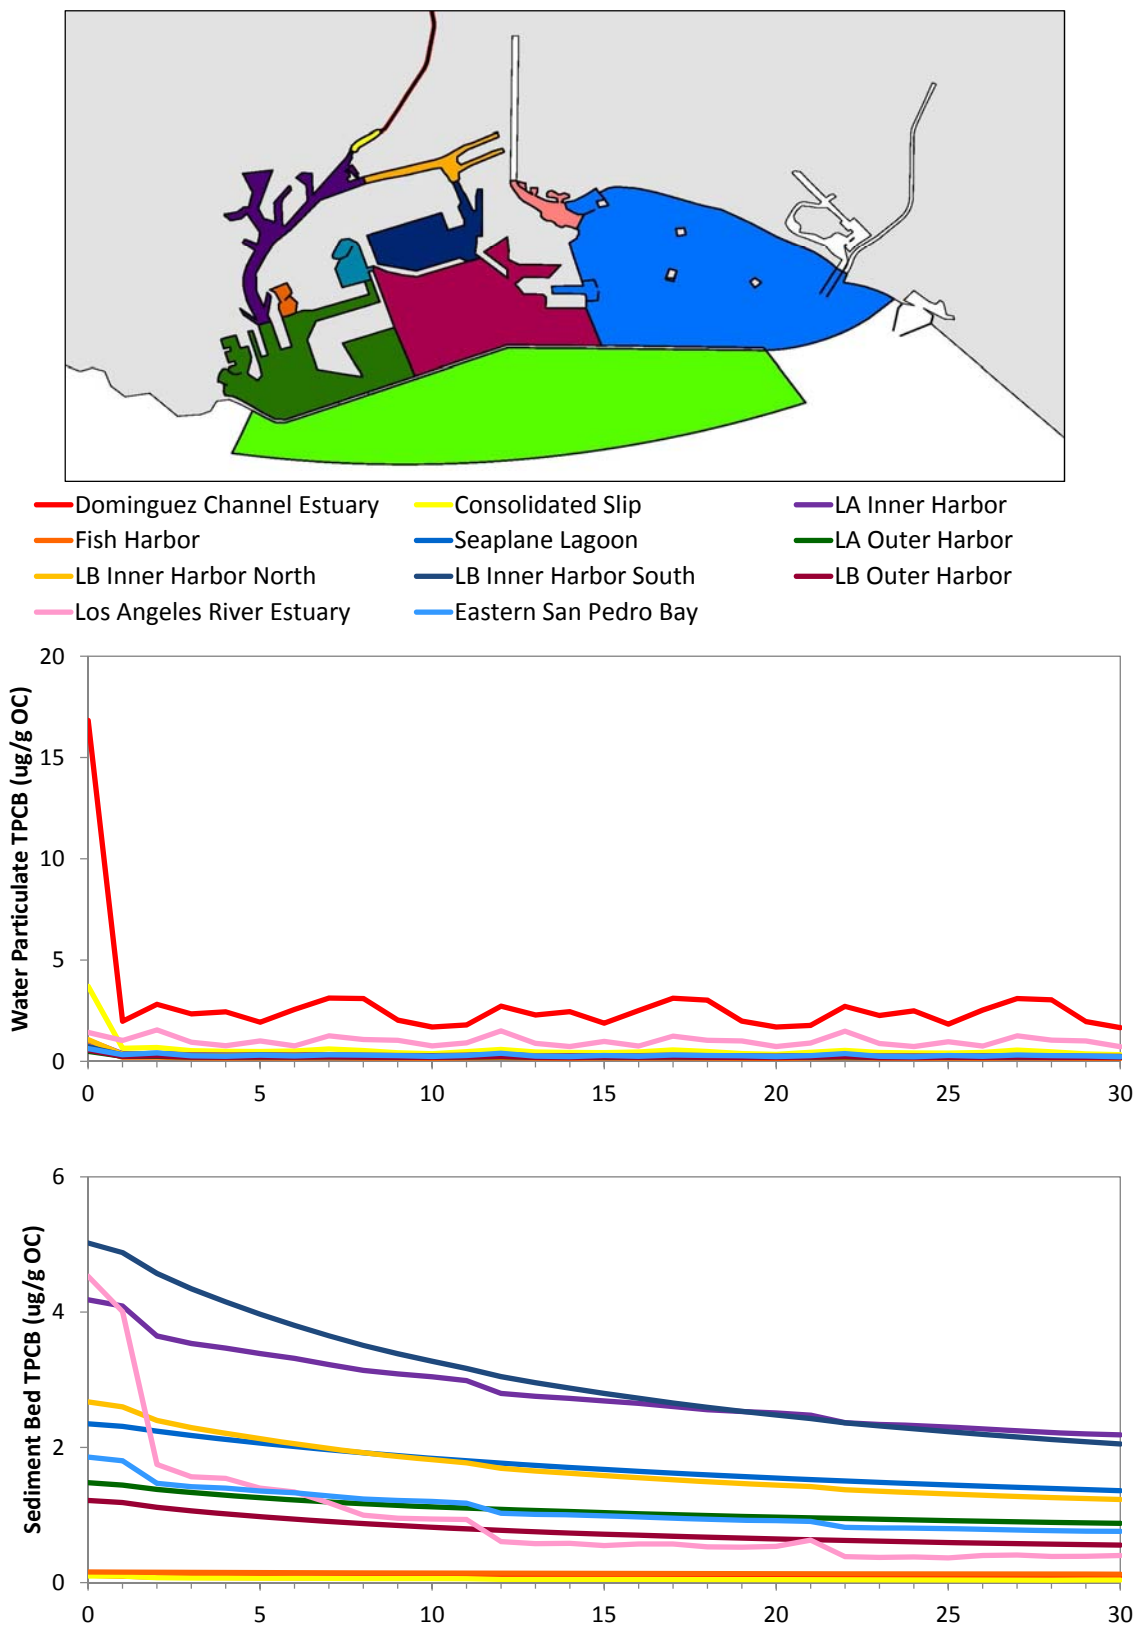 Dominguez Channel Estuary Consolidated Slip LA Inner Harbor
Fish Harbor Seaplane Lagoon LA Outer Harbor
LB Inner Harbor North LB Inner Harbor South LB Outer Harbor
Los Angeles River Estuary Eastern San Pedro Bay
Water Particulate TPCB (ug/g OC)
20
15
10
5
0
0 5 10 15 20 25 30
Sediment Bed TPCB (ug/g OC)
6
4
2
0
0 5 10 15 20 25 30